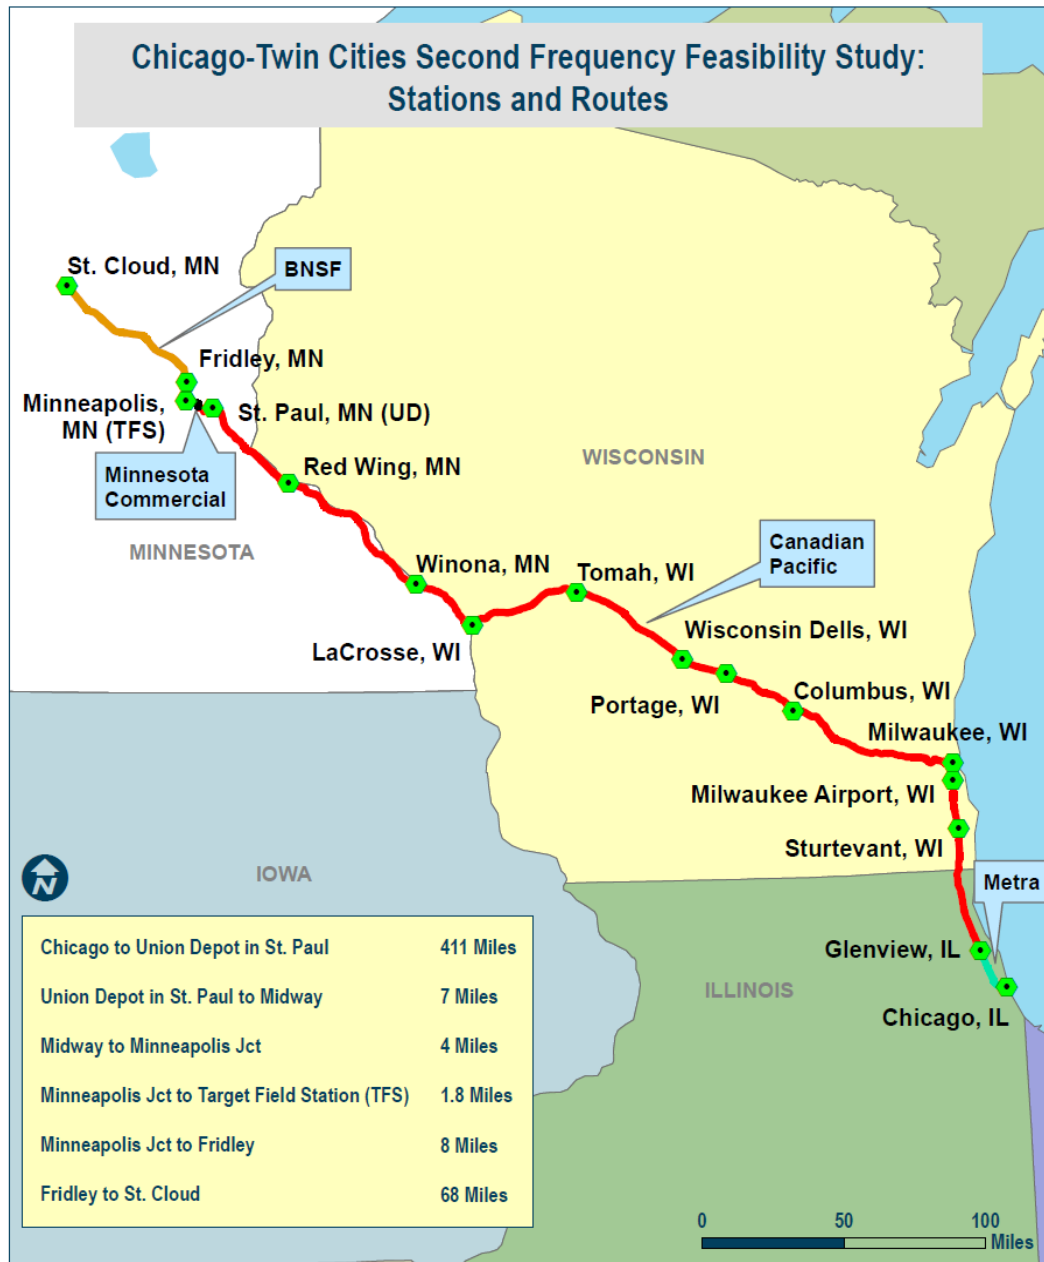 Chicago-Twin Cities Second Frequency Feasibility Study:
Stations and Routes
St. Cloud, MN
BNSF
Fridley, MN
Minneapolis,
MN (TFS)
St. Paul, MN (UD)
Minnesota
Commercial
Red Wing, MN
WISCONSIN
MINNESOTA
Canadian
Pacific
Winona, MN
Tomah, WI
LaCrosse, WI
Wisconsin Dells, WI
Portage, WI
Columbus, WI
Milwaukee, WI
Milwaukee Airport, WI
Sturtevant, WI
IOWA
N
Metra
Glenview, IL
ILLINOIS
Chicago, IL
Chicago to Union Depot in St. Paul 411 Miles
Union Depot in St. Paul to Midway 7 Miles
Midway to Minneapolis Jct 4 Miles
Minneapolis Jct to Target Field Station (TFS) 1.8 Miles
Minneapolis Jct to Fridley 8 Miles
Fridley to St. Cloud 68 Miles
0 50 100
Miles